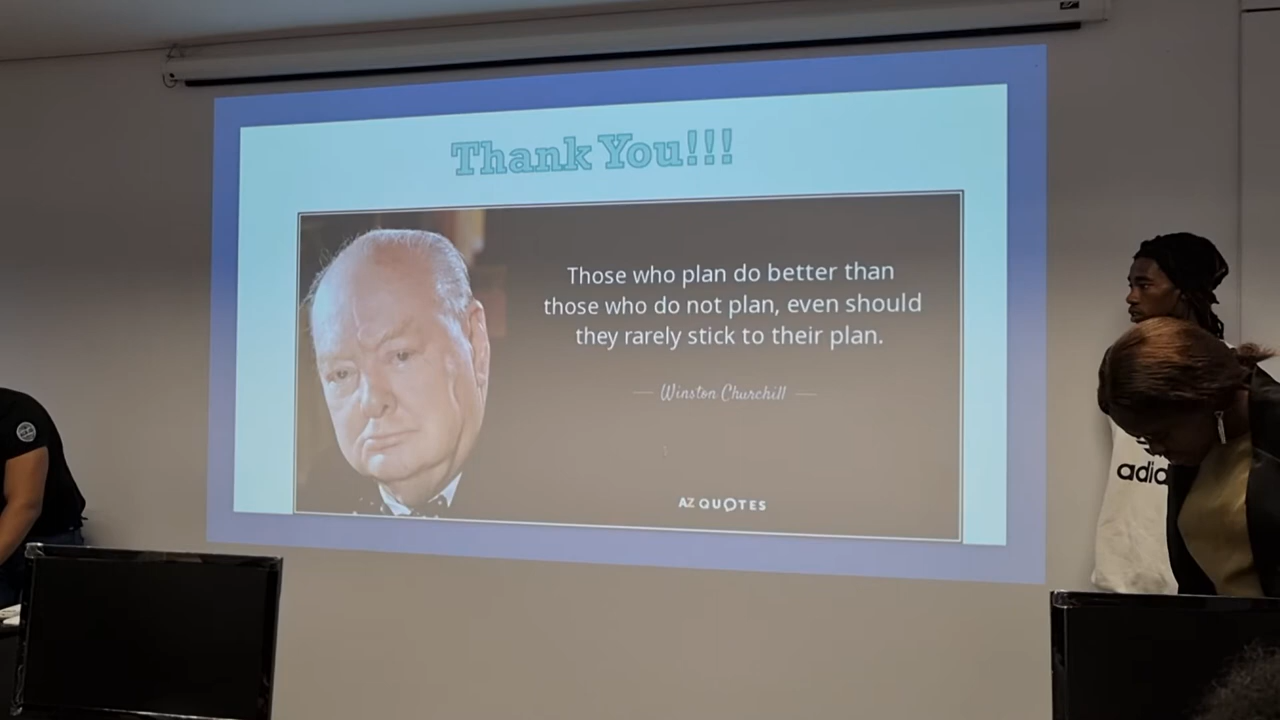 Thank You!!!
Those who plan do better than
those who do not plan, even should
they rarely stick to their plan.
Winston Churchill
AZ QUOTES
adid